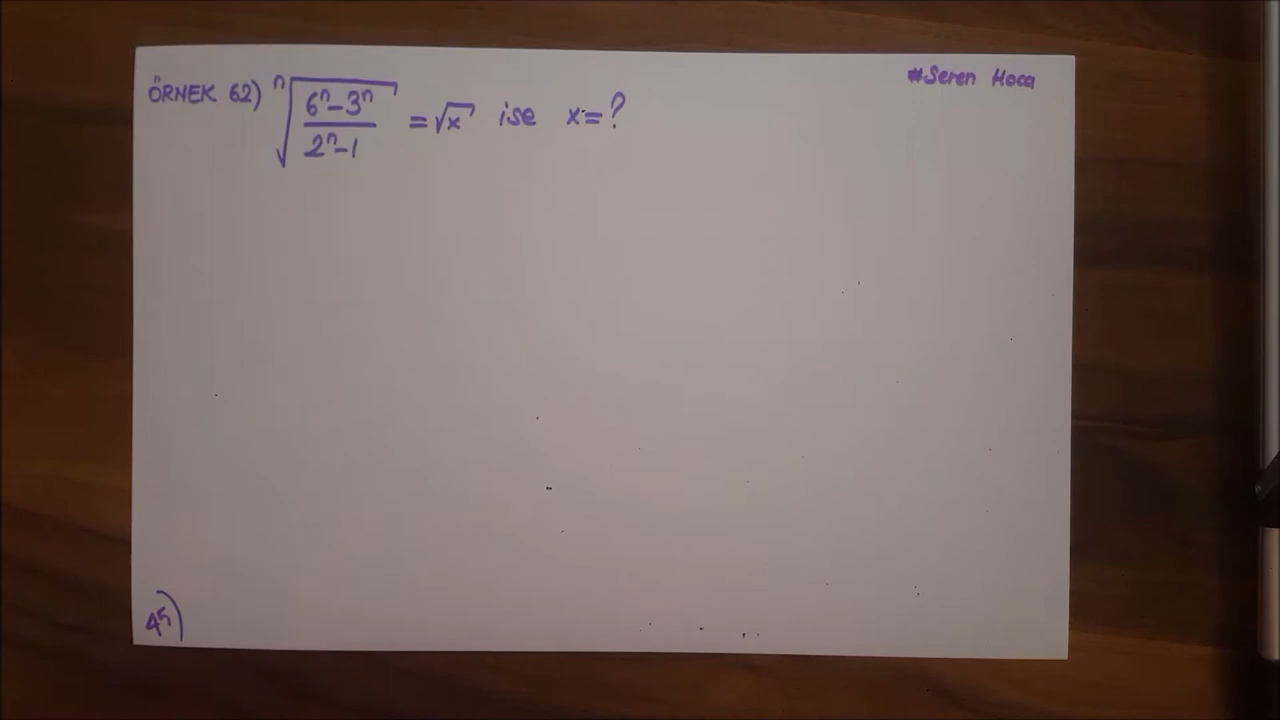 #Seren Hoca
ÖRNEK 62) ⁿ√((6ⁿ-3ⁿ)/(2ⁿ-1)) = √x ise x=?
45)